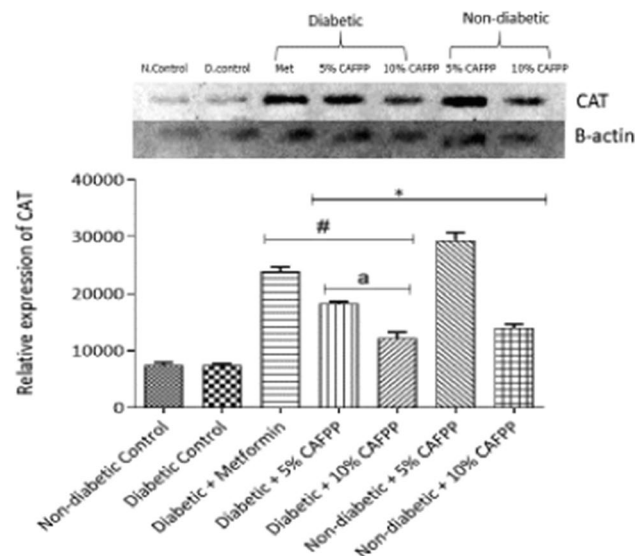 Diabetic
Non-diabetic
N.Control D.control Met 5% CAFPP 10% CAFPP 5% CAFPP 10% CAFPP
CAT
B-actin
Relative expression of CAT
40000
30000
20000
10000
0
*
#
a
Non-diabetic Control
Diabetic Control
Diabetic + Metformin
Diabetic + 5% CAFPP
Diabetic + 10% CAFPP
Non-diabetic + 5% CAFPP
Non-diabetic + 10% CAFPP